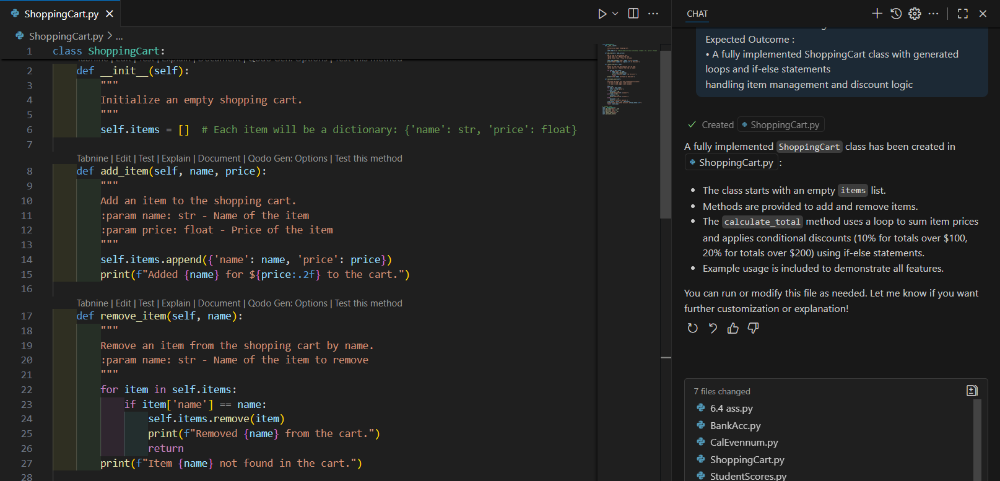 ShoppingCart.py
ShoppingCart.py > ...
1 class ShoppingCart:
Tabnine | Edit | Test | Explain | Document | Qodo Gen: Options | Test this method
2 def __init__(self):
3 """
4 Initialize an empty shopping cart.
5 """
6 self.items = [] # Each item will be a dictionary: {'name': str, 'price': float}
7
Tabnine | Edit | Test | Explain | Document | Qodo Gen: Options | Test this method
8 def add_item(self, name, price):
9 """
10 Add an item to the shopping cart.
11 :param name: str - Name of the item
12 :param price: float - Price of the item
13 """
14 self.items.append({'name': name, 'price': price})
15 print(f"Added {name} for ${price:.2f} to the cart.")
16
Tabnine | Edit | Test | Explain | Document | Qodo Gen: Options | Test this method
17 def remove_item(self, name):
18 """
19 Remove an item from the shopping cart by name.
20 :param name: str - Name of the item to remove
21 """
22 for item in self.items:
23 if item['name'] == name:
24 self.items.remove(item)
25 print(f"Removed {name} from the cart.")
26 return
27 print(f"Item {name} not found in the cart.")
28
CHAT
Expected Outcome :
• A fully implemented ShoppingCart class with generated
loops and if-else statements
handling item management and discount logic
Created ShoppingCart.py
A fully implemented ShoppingCart class has been created in
ShoppingCart.py :
• The class starts with an empty items list.
• Methods are provided to add and remove items.
• The calculate_total method uses a loop to sum item prices
and applies conditional discounts (10% for totals over $100,
20% for totals over $200) using if-else statements.
• Example usage is included to demonstrate all features.
You can run or modify this file as needed. Let me know if you want
further customization or explanation!
7 files changed
6.4 ass.py
BankAcc.py
CalEvennum.py
ShoppingCart.py
StudentScores.py